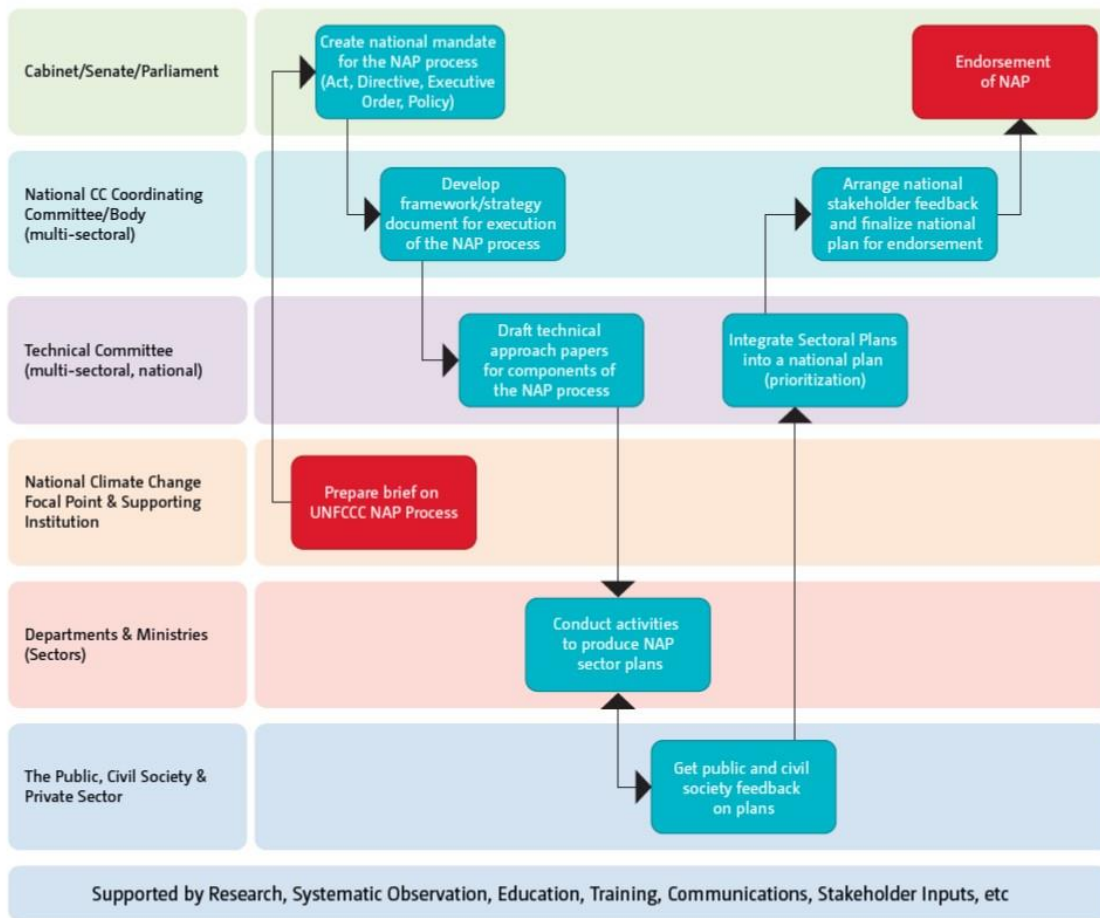 Cabinet/Senate/Parliament
Create national mandate
for the NAP process
(Act, Directive, Executive
Order, Policy)
Endorsement
of NAP
National CC Coordinating
Committee/Body
(multi-sectoral)
Develop
framework/strategy
document for execution
of the NAP process
Arrange national
stakeholder feedback
and finalize national
plan for endorsement
Technical Committee
(multi-sectoral, national)
Draft technical
approach papers
for components of
the NAP process
Integrate Sectoral Plans
into a national plan
(prioritization)
National Climate Change
Focal Point & Supporting
Institution
Prepare brief on
UNFCCC NAP Process
Departments & Ministries
(Sectors)
Conduct activities
to produce NAP
sector plans
The Public, Civil Society &
Private Sector
Get public and civil
society feedback
on plans
Supported by Research, Systematic Observation, Education, Training, Communications, Stakeholder Inputs, etc